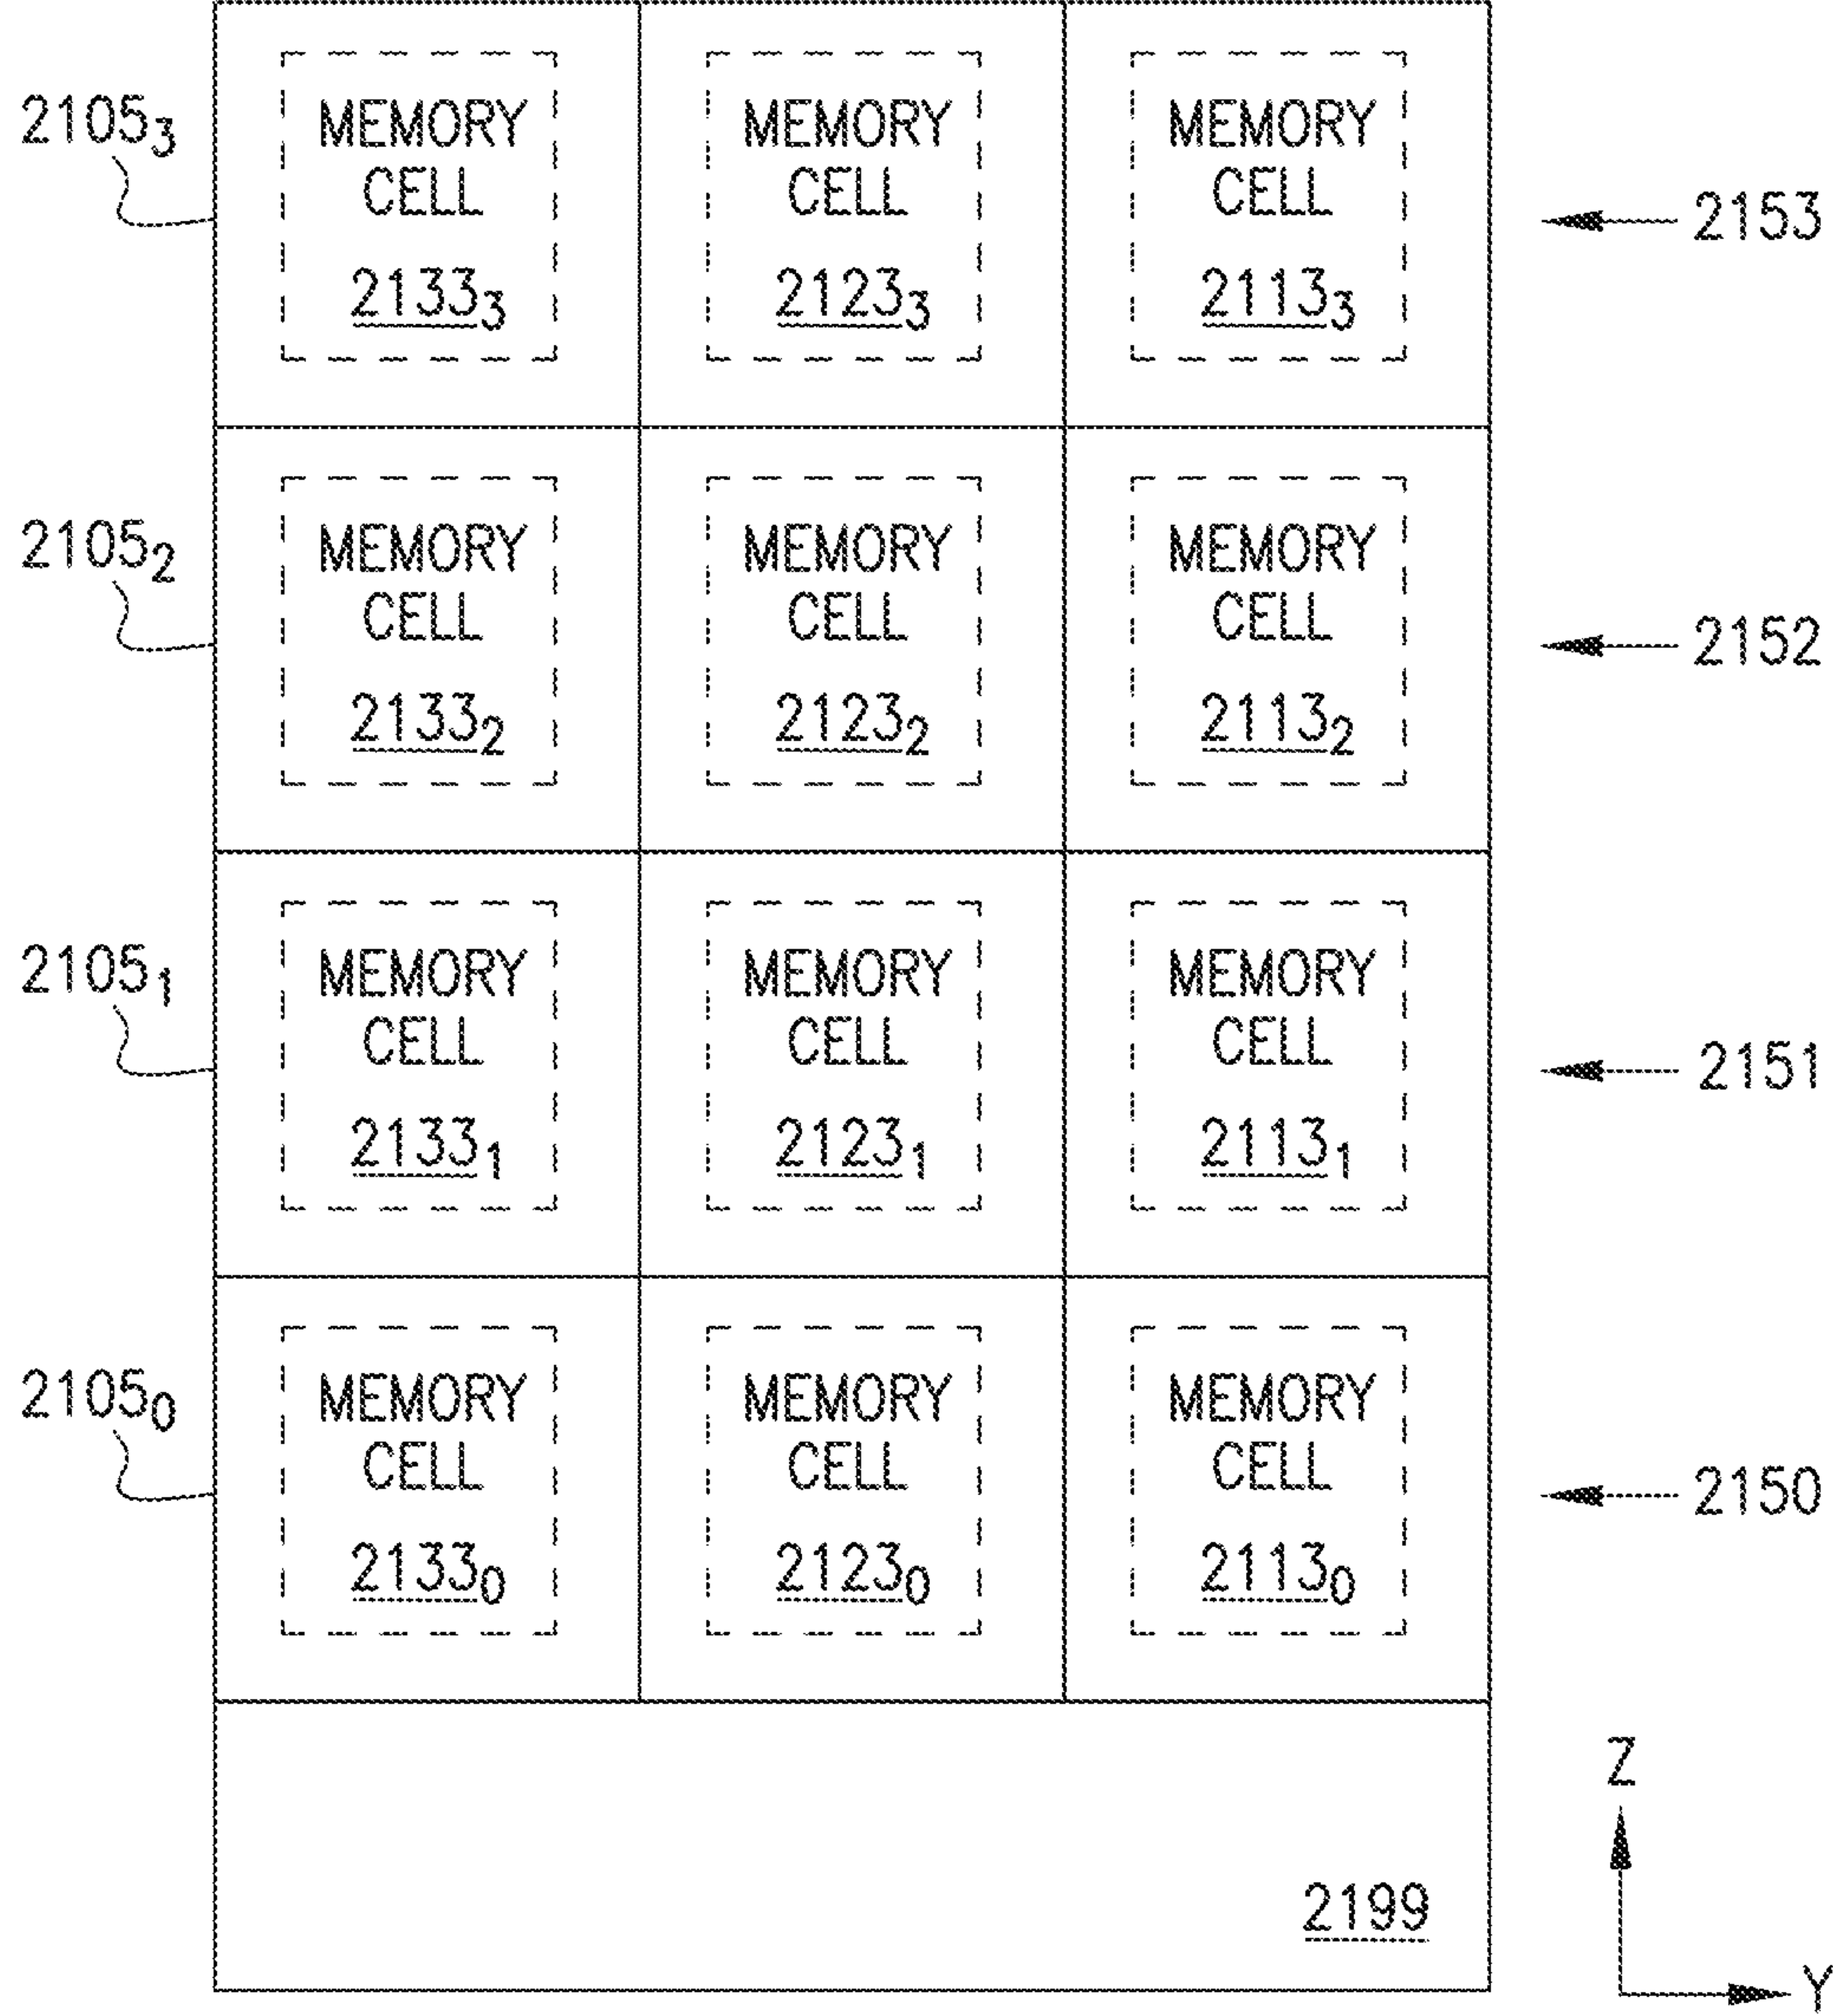 2105₃
MEMORY CELL 2133₃
MEMORY CELL 2123₃
MEMORY CELL 2113₃
2153
2105₂
MEMORY CELL 2133₂
MEMORY CELL 2123₂
MEMORY CELL 2113₂
2152
2105₁
MEMORY CELL 2133₁
MEMORY CELL 2123₁
MEMORY CELL 2113₁
2151
2105₀
MEMORY CELL 2133₀
MEMORY CELL 2123₀
MEMORY CELL 2113₀
2150
2199
Z
Y